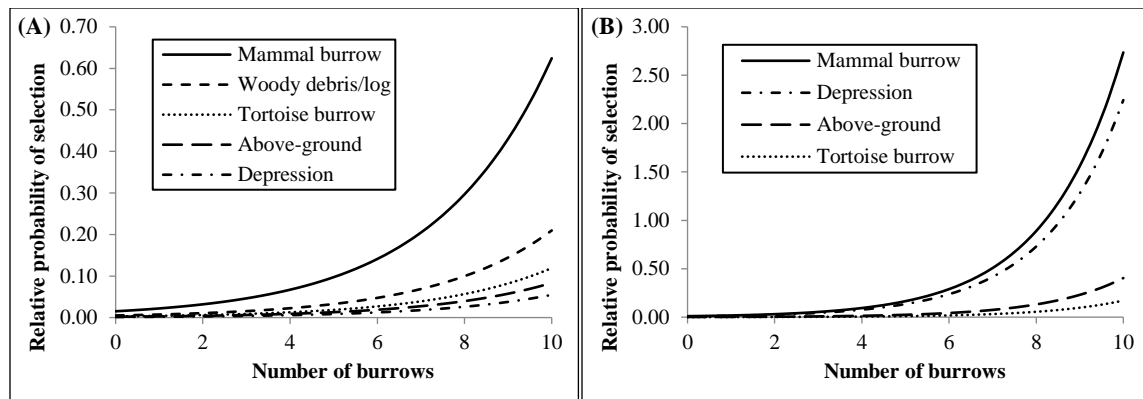 (A)
Relative probability of selection
0.70
0.60
0.50
0.40
0.30
0.20
0.10
0.00
Mammal burrow
Woody debris/log
Tortoise burrow
Above-ground
Depression
0 2 4 6 8 10
Number of burrows
(B)
Relative probability of selection
3.00
2.50
2.00
1.50
1.00
0.50
0.00
Mammal burrow
Depression
Above-ground
Tortoise burrow
0 2 4 6 8 10
Number of burrows